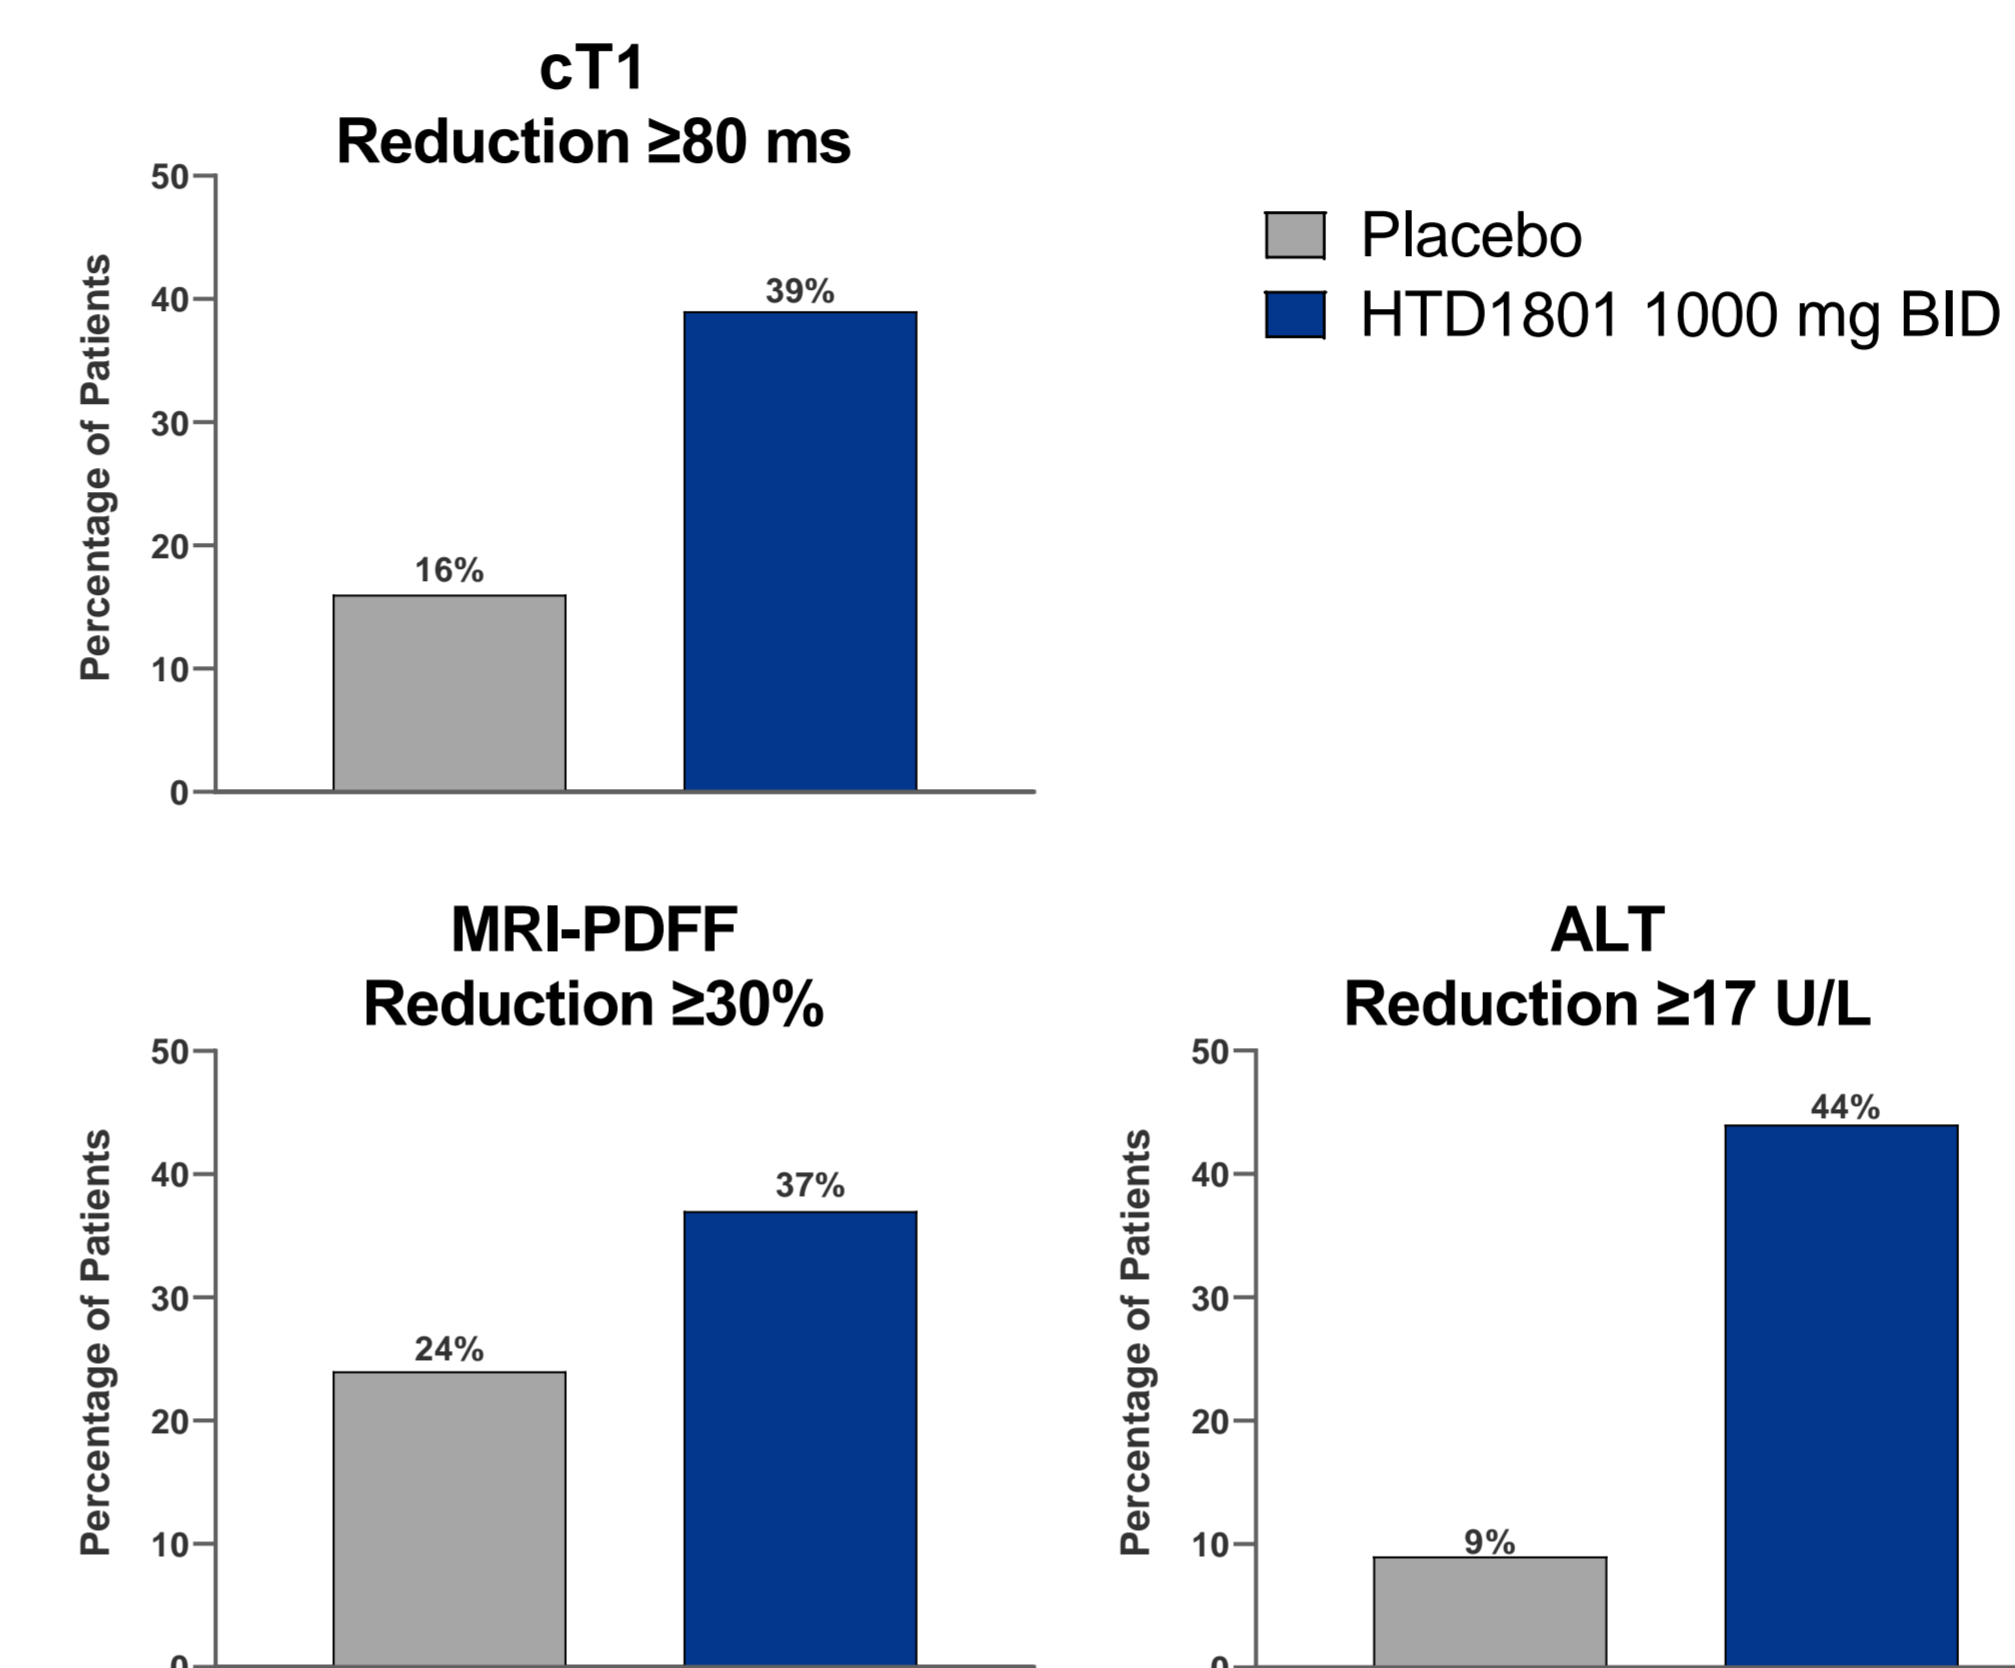 cT1
Reduction ≥80 ms
50
40
30
20
10
0
Percentage of Patients
16%
39%
Placebo
HTD1801 1000 mg BID
MRI-PDFF
Reduction ≥30%
50
40
30
20
10
0
Percentage of Patients
24%
37%
ALT
Reduction ≥17 U/L
50
40
30
20
10
0
Percentage of Patients
9%
44%